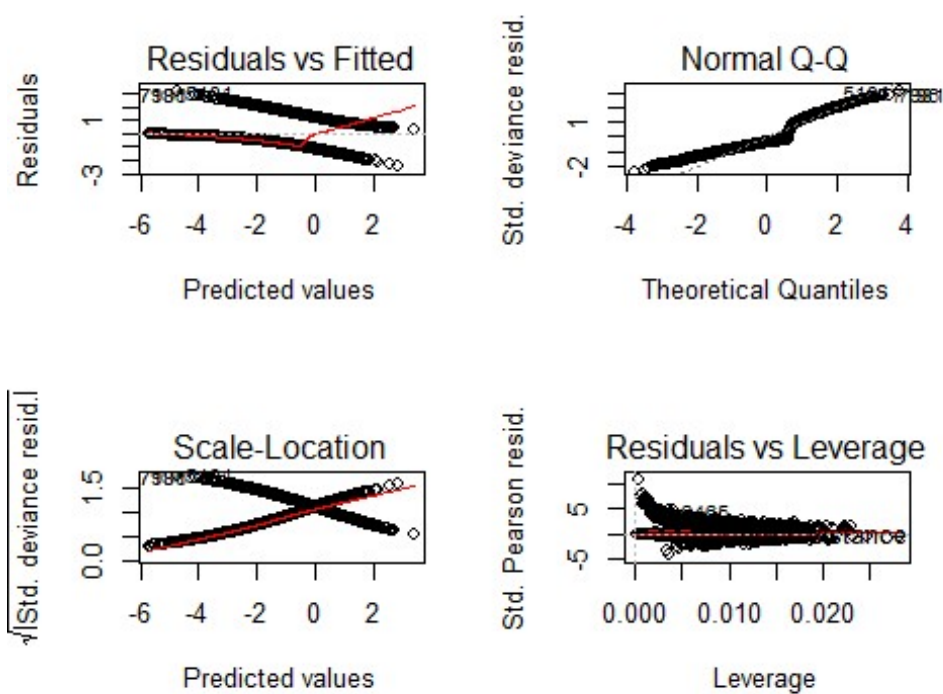 Residuals vs Fitted
Residuals
1
-3
-6 -4 -2 0 2
Predicted values
Normal Q-Q
Std. deviance resid.
1
-2
-4 -2 0 2 4
Theoretical Quantiles
Scale-Location
√|Std. deviance resid.|
1.5
0.0
-6 -4 -2 0 2
Predicted values
Residuals vs Leverage
Std. Pearson resid.
5
-5
0.000 0.010 0.020
Leverage